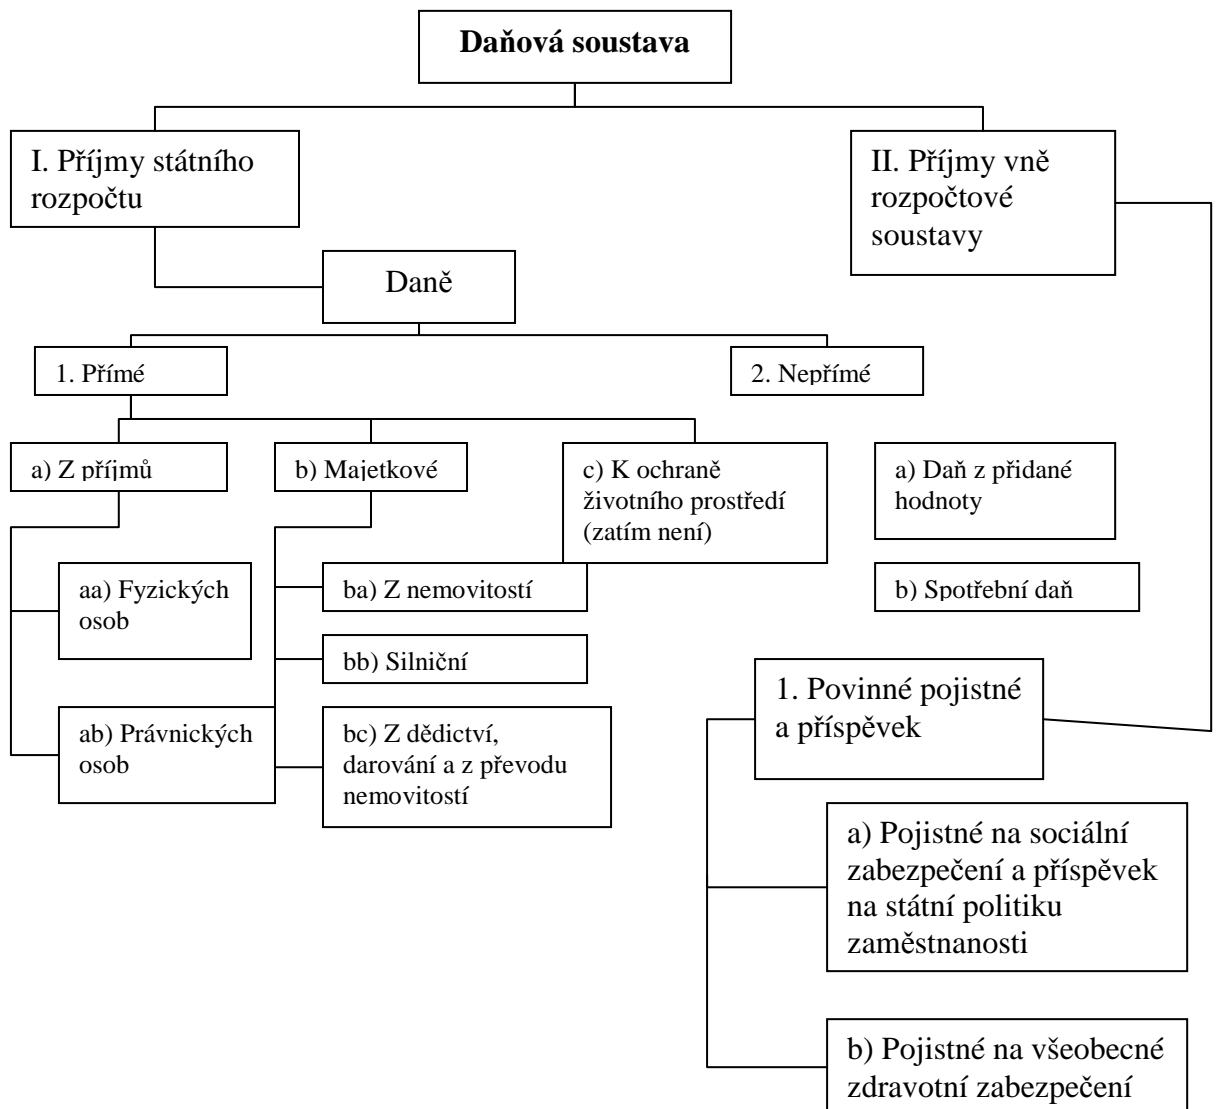 Daňová soustava
I. Příjmy státního
rozpočtu
II. Příjmy vně
rozpočtové
soustavy
Daně
1. Přímé
2. Nepřímé
a) Z příjmů
b) Majetkové
c) K ochraně
životního prostředí
(zatím není)
a) Daň z přidané
hodnoty
aa) Fyzických
osob
ba) Z nemovitostí
b) Spotřební daň
bb) Silniční
1. Povinné pojistné
a příspěvek
ab) Právnických
osob
bc) Z dědictví,
darování a z převodu
nemovitostí
a) Pojistné na sociální
zabezpečení a příspěvek
na státní politiku
zaměstnanosti
b) Pojistné na všeobecné
zdravotní zabezpečení